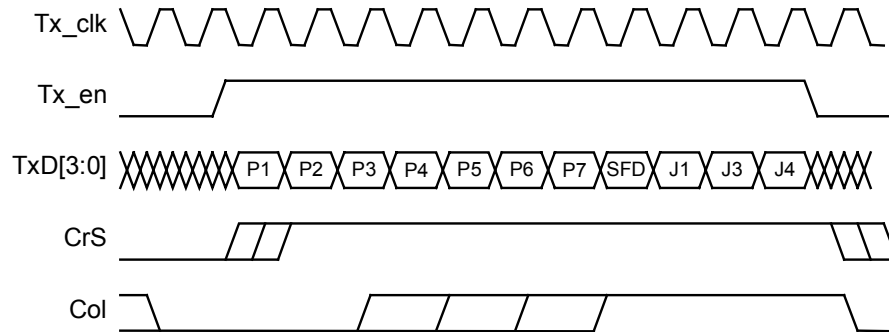 Tx_clk
Tx_en
TxD[3:0] P1 P2 P3 P4 P5 P6 P7 SFD J1 J3 J4
CrS
Col